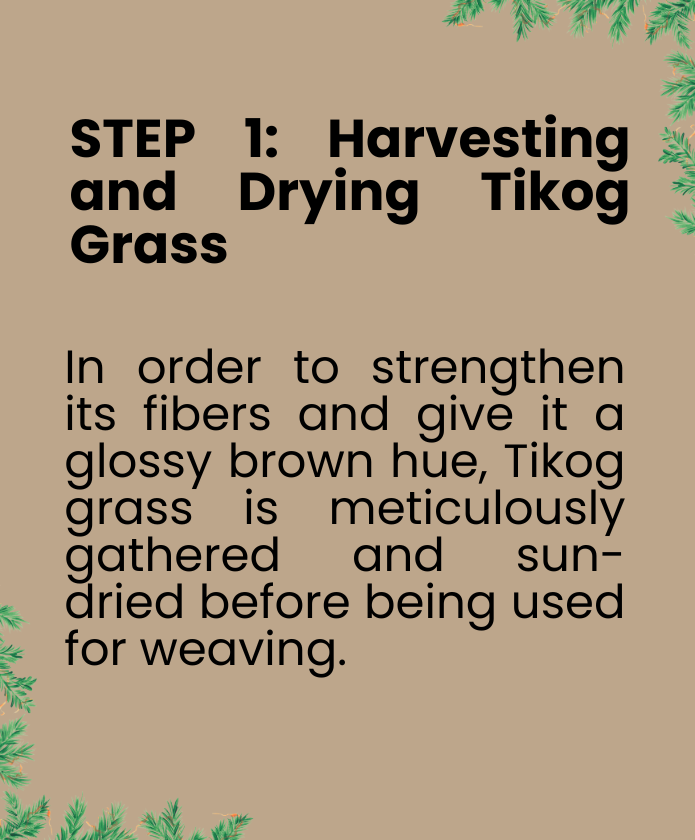 STEP 1: Harvesting
and Drying Tikog
Grass
In order to strengthen
its fibers and give it a
glossy brown hue, Tikog
grass is meticulously
gathered and sun-
dried before being used
for weaving.